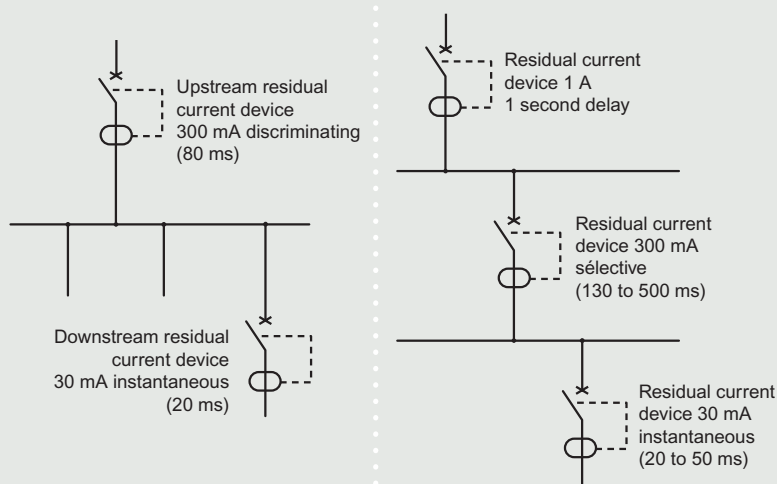 Upstream residual
current device
300 mA discriminating
(80 ms)
Downstream residual
current device
30 mA instantaneous
(20 ms)
Residual current
device 1 A
1 second delay
Residual current
device 300 mA
sélective
(130 to 500 ms)
Residual current
device 30 mA
instantaneous
(20 to 50 ms)